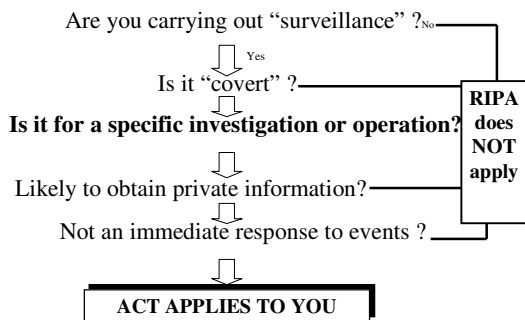 Are you carrying out “surveillance” ? No
Yes
Is it “covert” ?
Is it for a specific investigation or operation?
Likely to obtain private information?
Not an immediate response to events ?
ACT APPLIES TO YOU
RIPA
does
NOT
apply